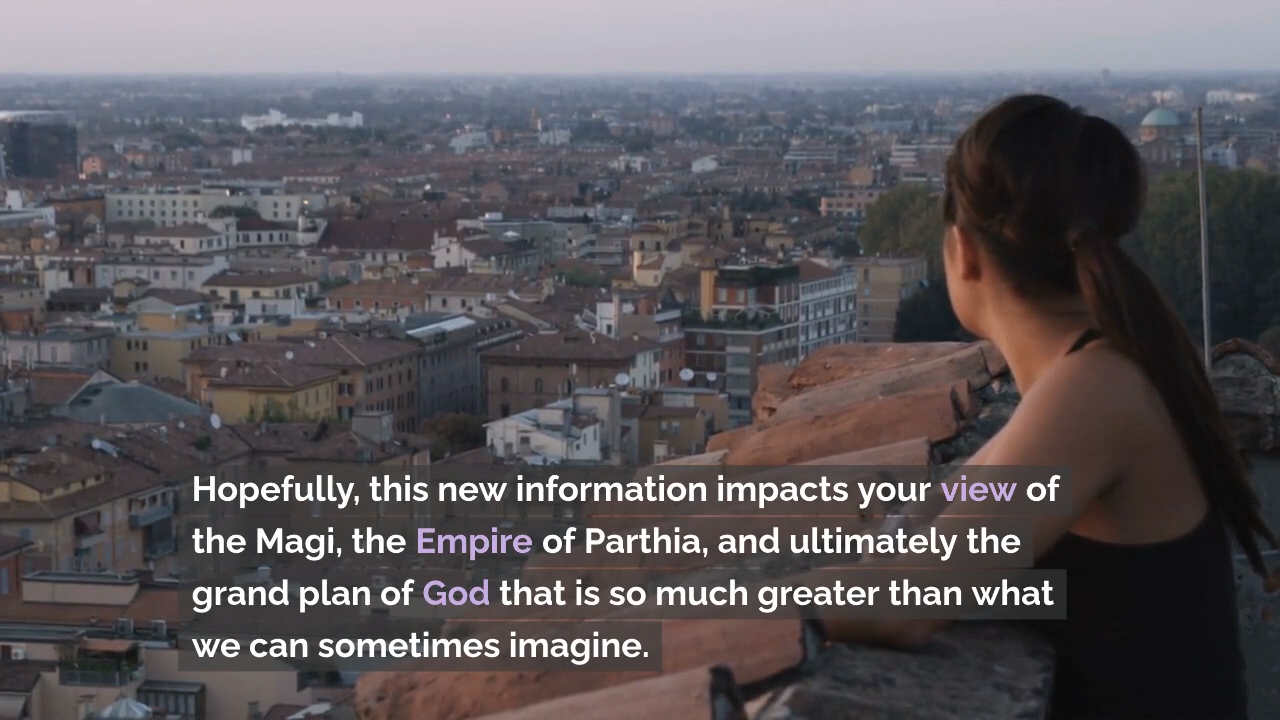 Hopefully, this new information impacts your view of
the Magi, the Empire of Parthia, and ultimately the
grand plan of God that is so much greater than what
we can sometimes imagine.